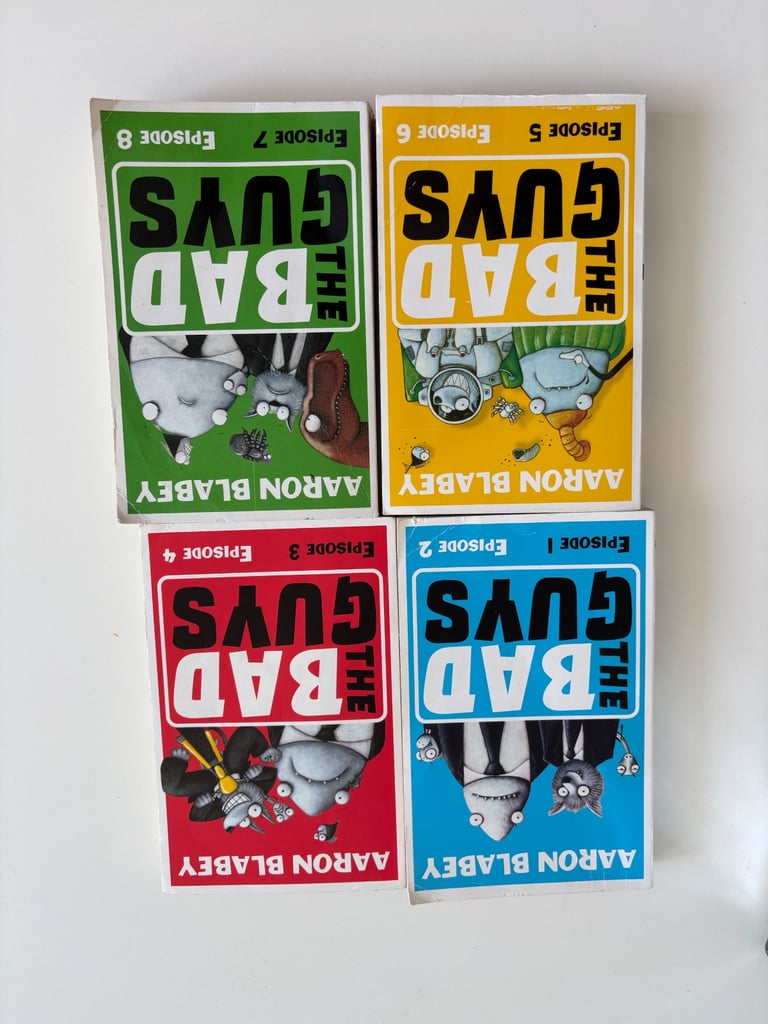 AARON BLABEY
THE BAD
GUYS
EPISODE 1 EPISODE 2
AARON BLABEY
THE BAD
GUYS
EPISODE 3 EPISODE 4
AARON BLABEY
THE BAD
GUYS
EPISODE 5 EPISODE 6
AARON BLABEY
THE BAD
GUYS
EPISODE 7 EPISODE 8